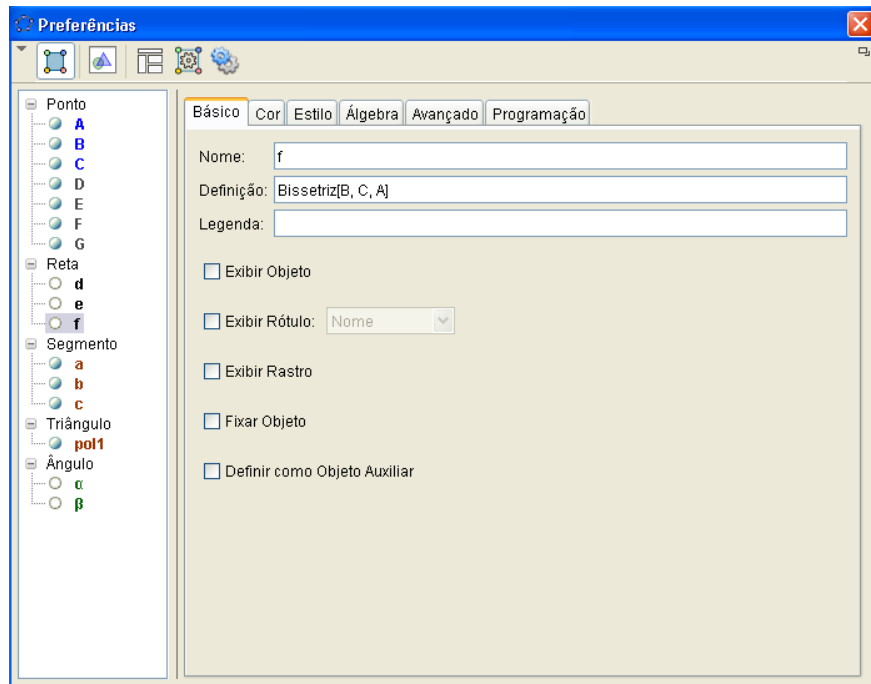 Preferências
Ponto
A
B
C
D
E
F
G
Reta
d
e
f
Segmento
a
b
c
Triângulo
pol1
Ângulo
α
β
Básico Cor Estilo Álgebra Avançado Programação
Nome: f
Definição: Bissetriz[B, C, A]
Legenda:
Exibir Objeto
Exibir Rótulo: Nome
Exibir Rastro
Fixar Objeto
Definir como Objeto Auxiliar